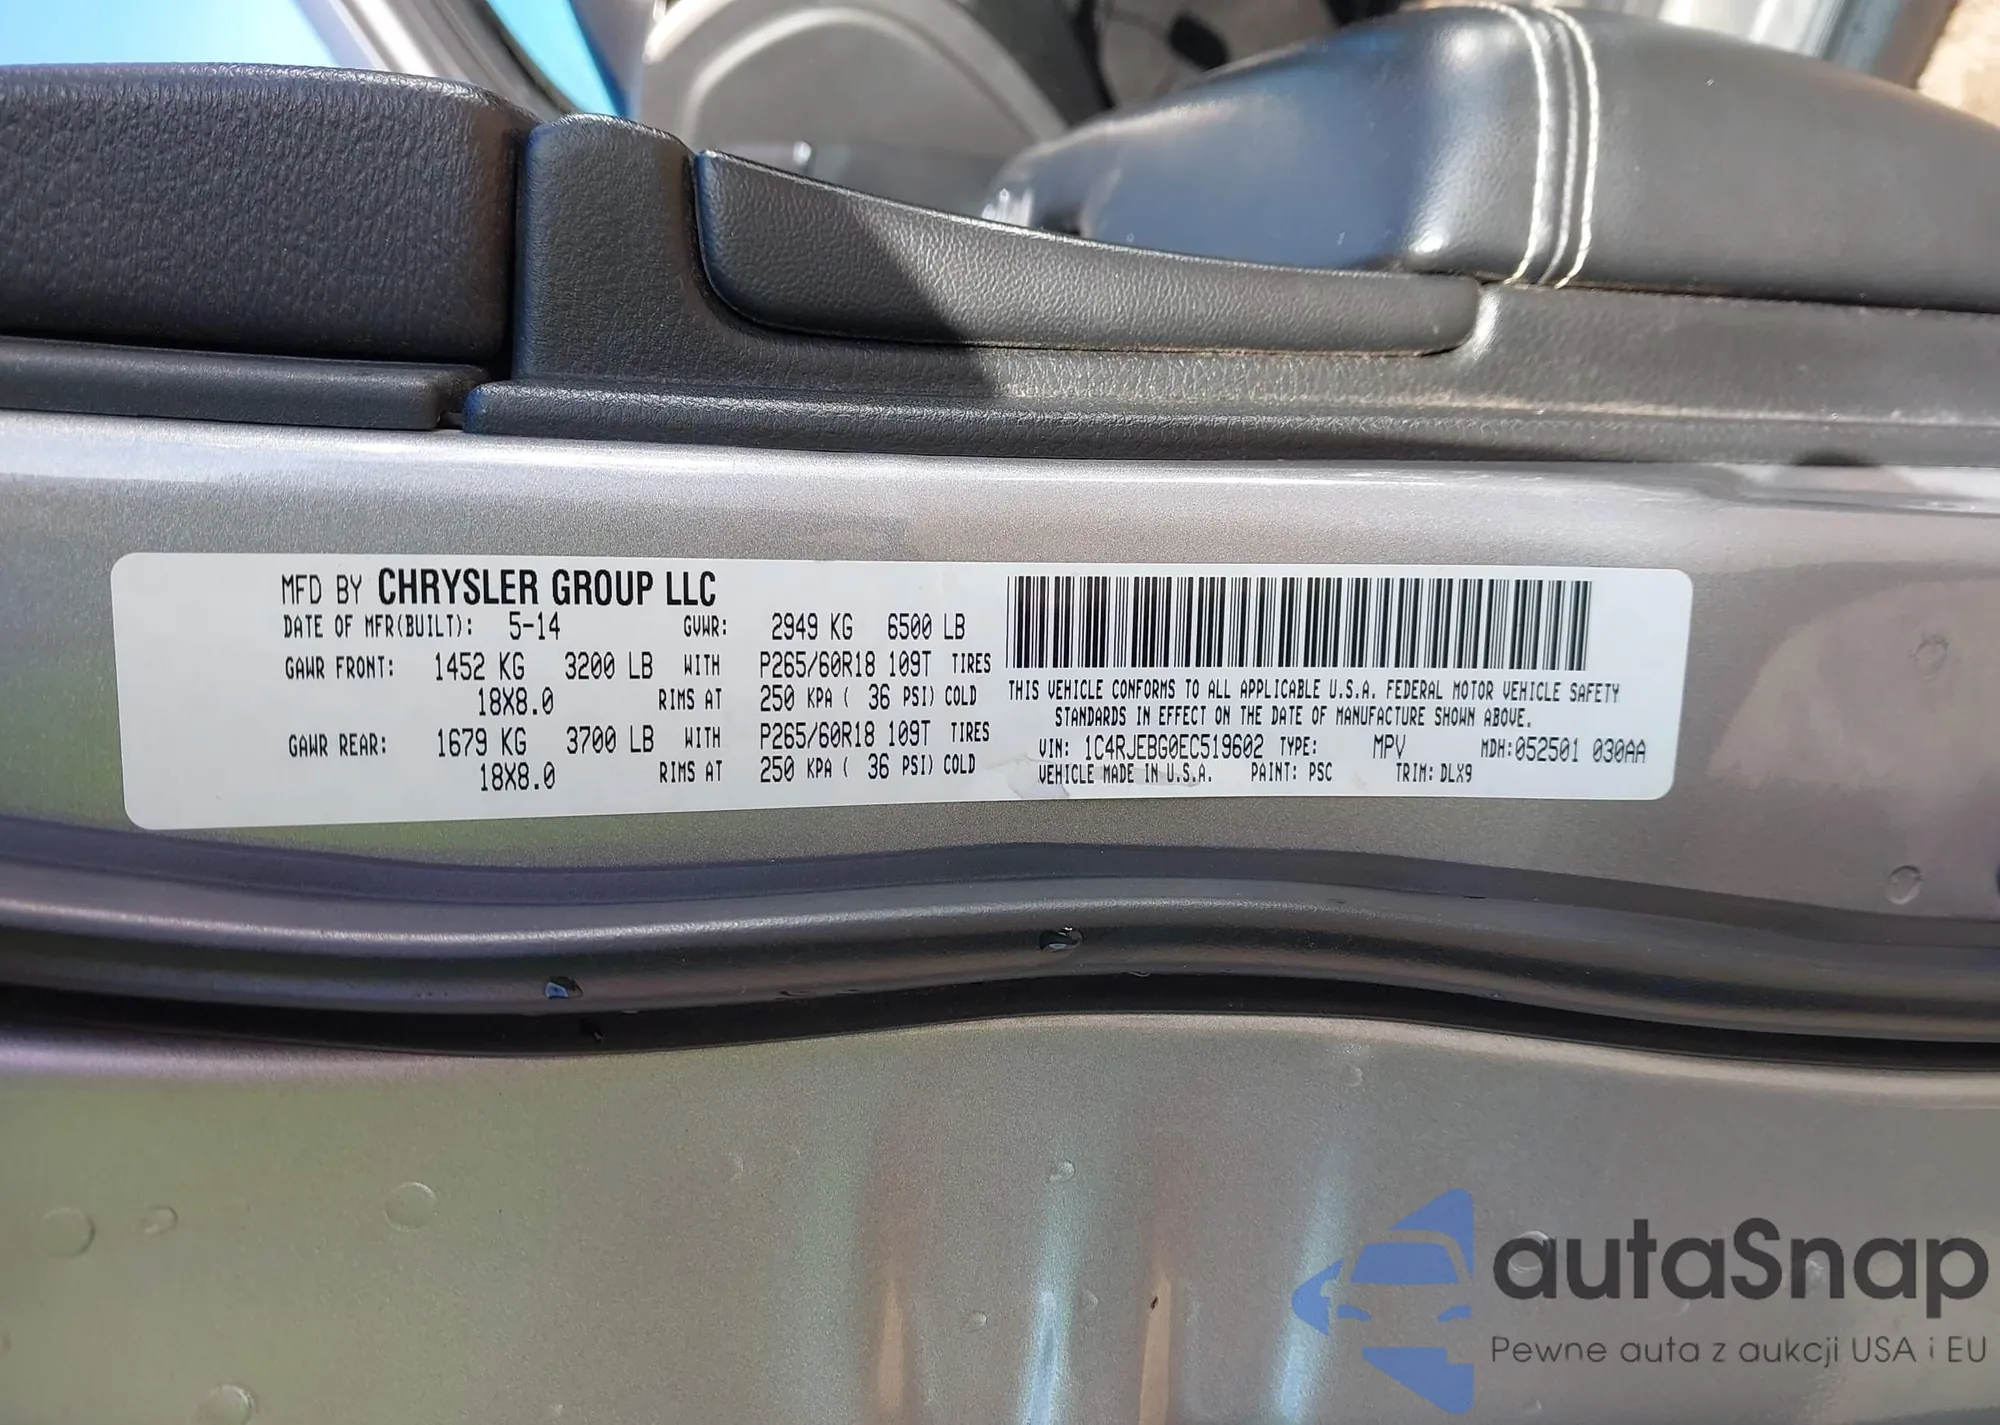 MFD BY CHRYSLER GROUP LLC
DATE OF MFR(BUILT): 5-14 GVWR: 2949 KG 6500 LB
GAWR FRONT: 1452 KG 3200 LB WITH P265/60R18 109T TIRES
18X8.0 RIMS AT 250 KPA ( 36 PSI) COLD
GAWR REAR: 1679 KG 3700 LB WITH P265/60R18 109T TIRES
18X8.0 RIMS AT 250 KPA ( 36 PSI) COLD
THIS VEHICLE CONFORMS TO ALL APPLICABLE U.S.A. FEDERAL MOTOR VEHICLE SAFETY
STANDARDS IN EFFECT ON THE DATE OF MANUFACTURE SHOWN ABOVE.
VIN: 1C4RJEBG0EC519602 TYPE: MPV MDH:052501 030AA
VEHICLE MADE IN U.S.A. PAINT: PSC TRIM: DLX9
autaSnap
Pewne auta z aukcji USA i EU